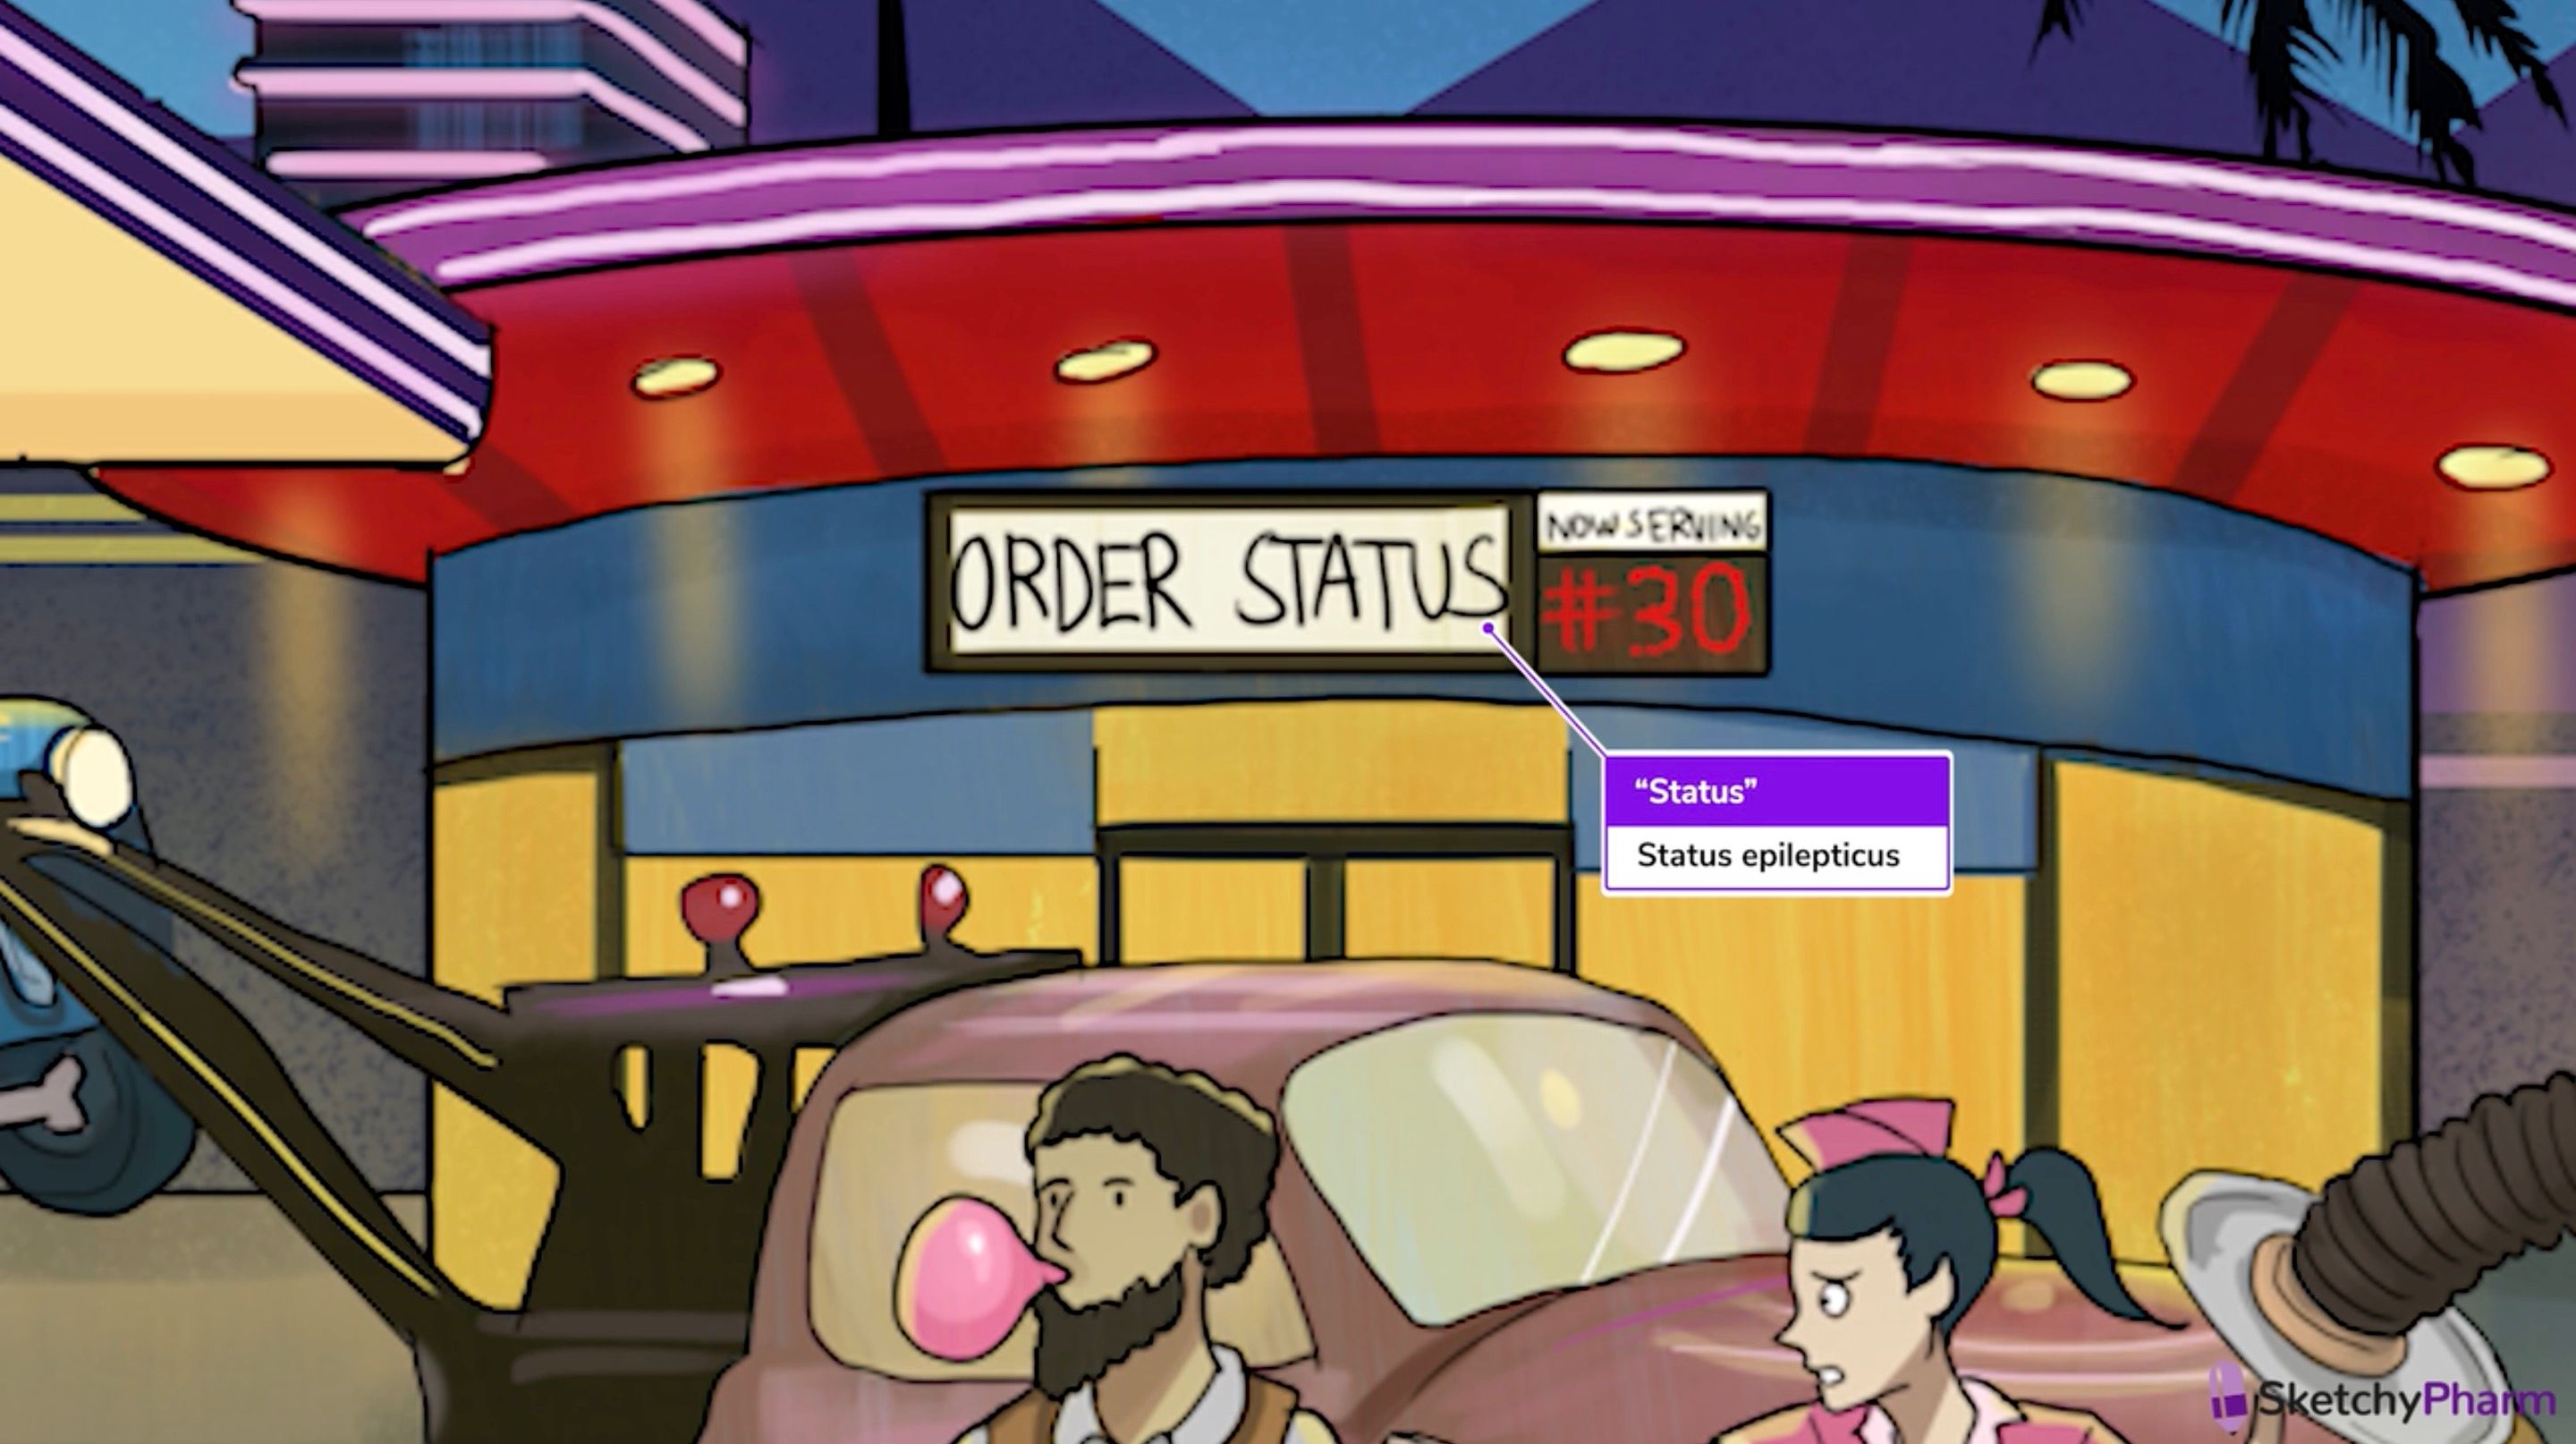 ORDER STATUS
NOW SERVING
#30
“Status”
Status epilepticus
SketchyPharm